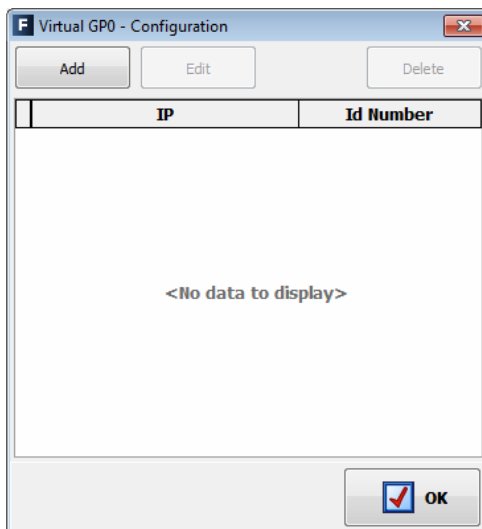 F Virtual GP0 - Configuration
Add Edit Delete
IP Id Number
<No data to display>
OK